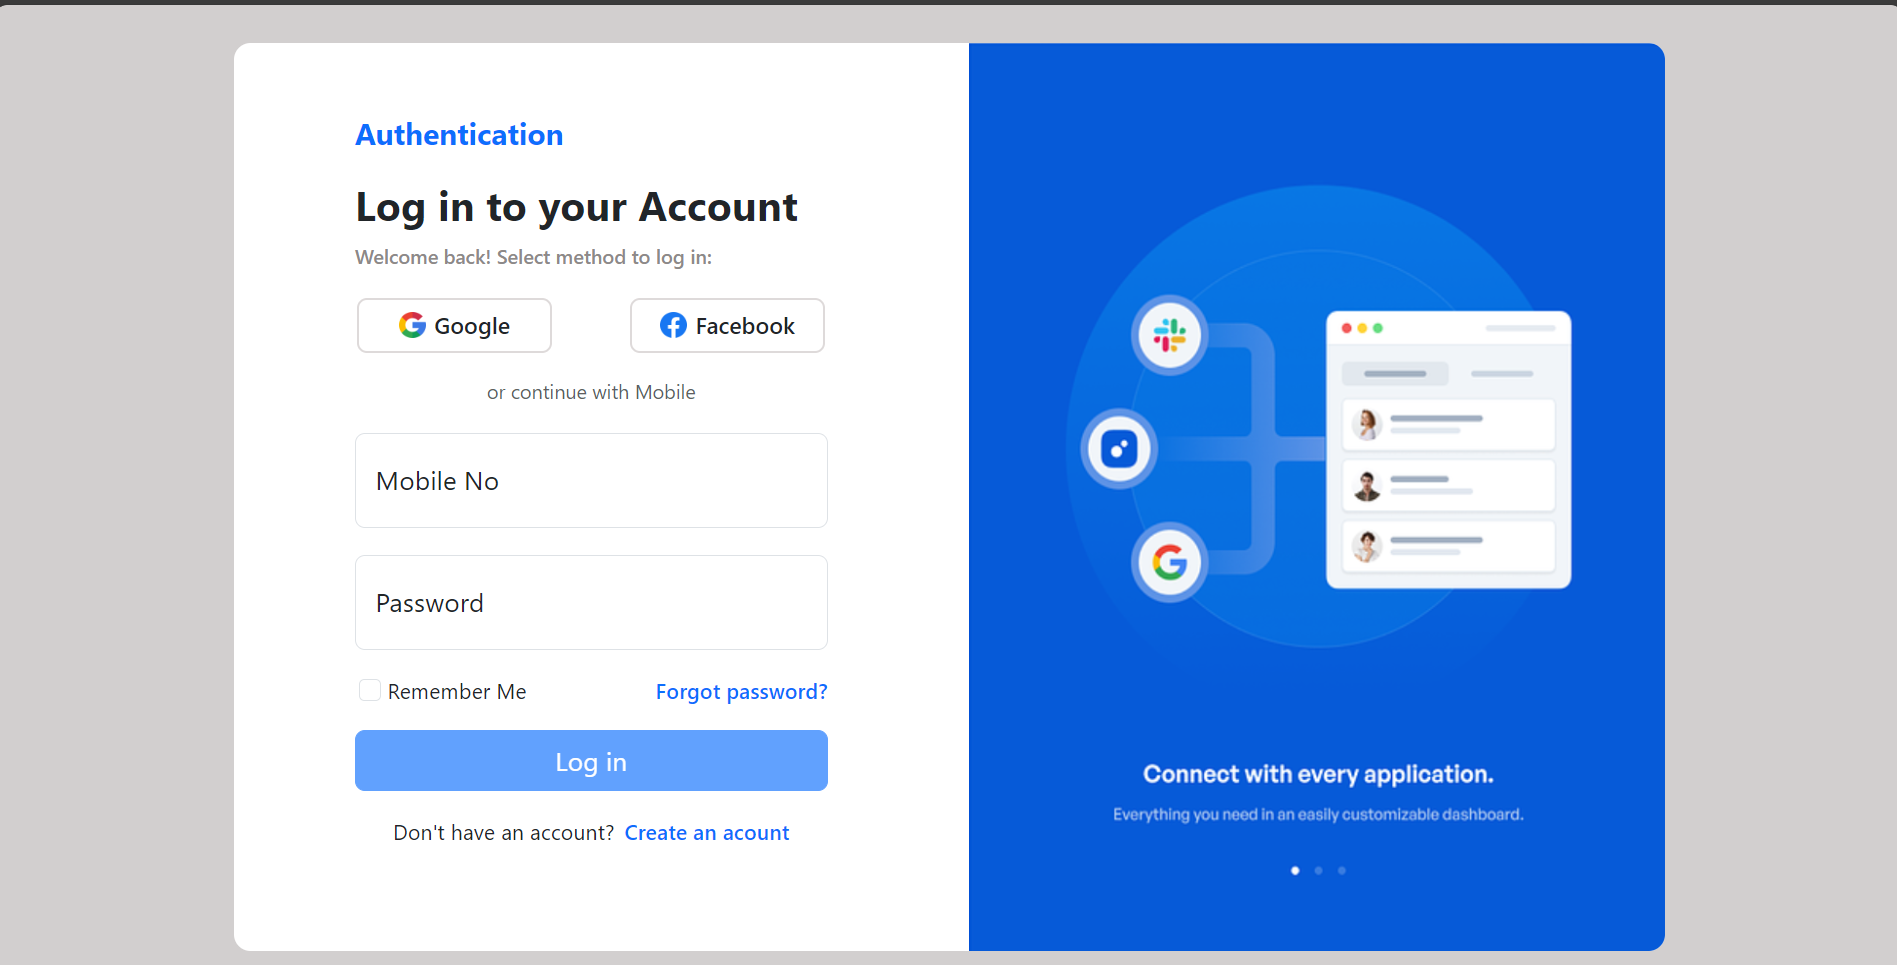 Authentication
Log in to your Account
Welcome back! Select method to log in:
Google
Facebook
or continue with Mobile
Mobile No
Password
Remember Me
Forgot password?
Log in
Don't have an account? Create an acount
Connect with every application.
Everything you need in an easily customizable dashboard.